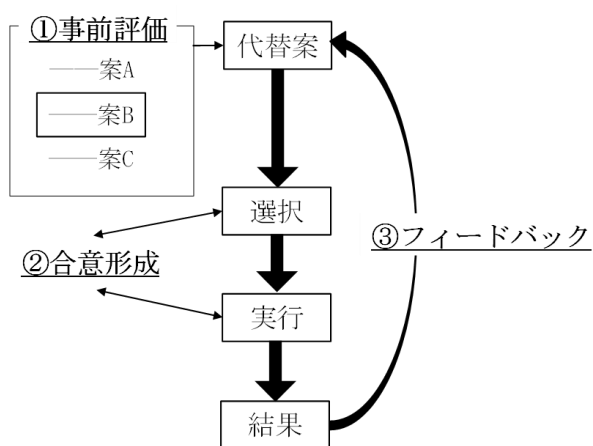 ①事前評価
案A
案B
案C
代替案
選択
②合意形成
③フィードバック
実行
結果